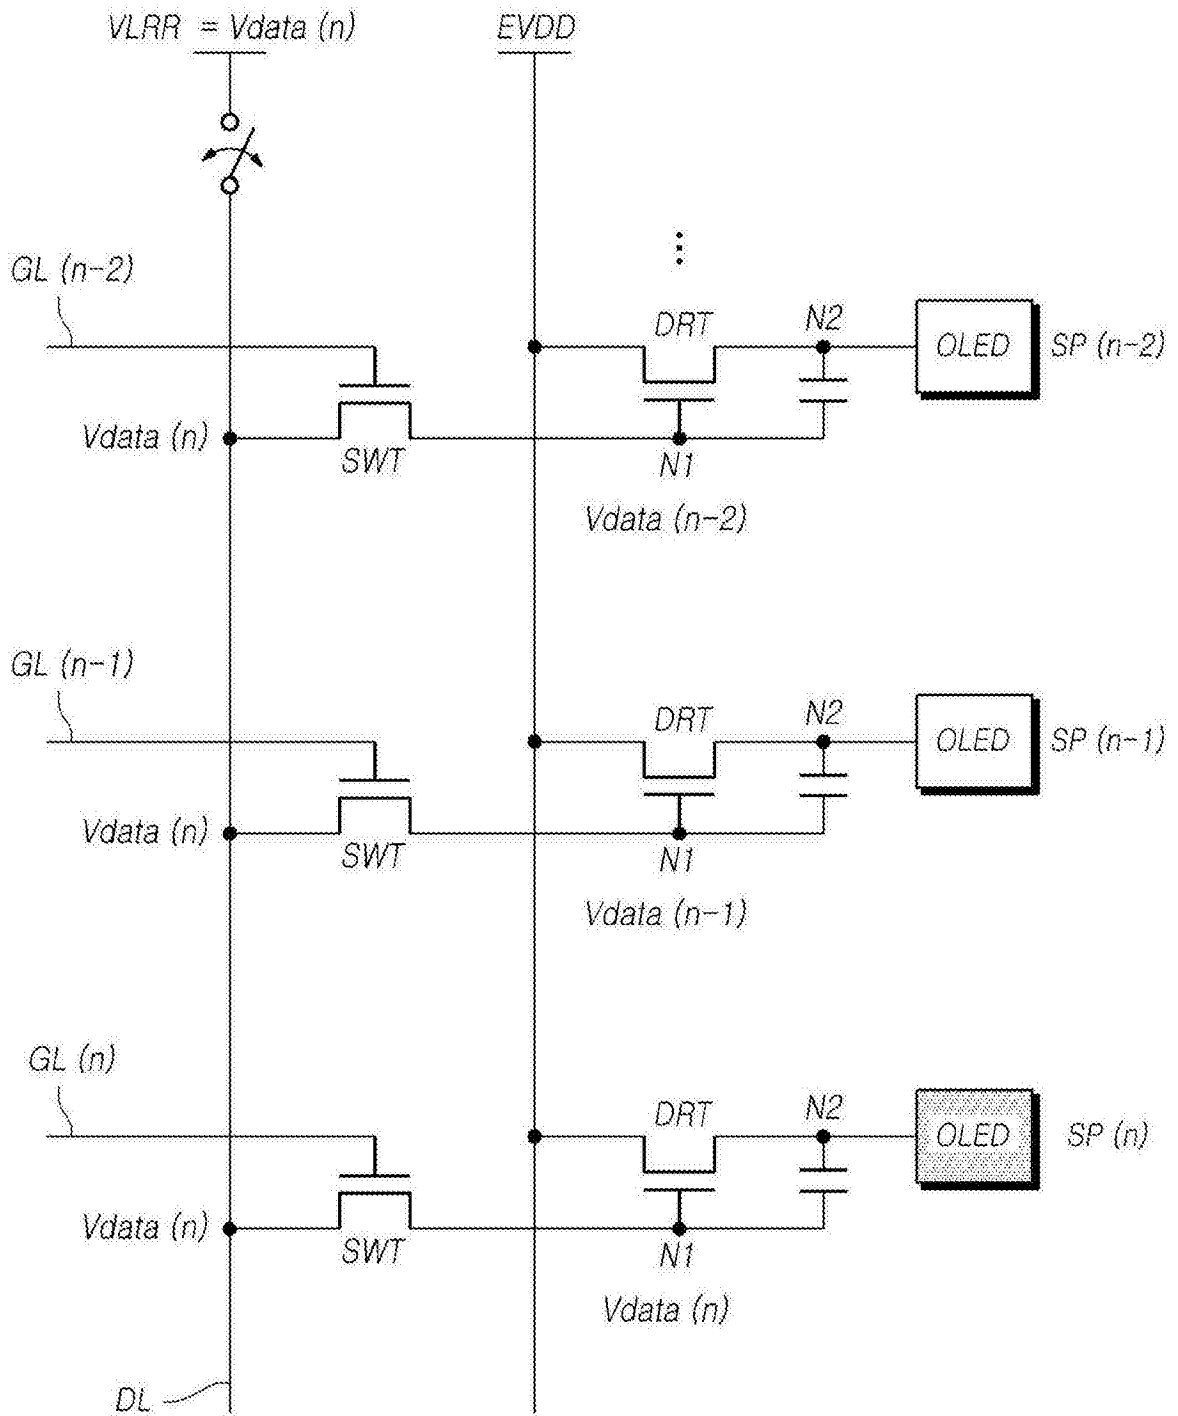 VLRR = Vdata (n)
EVDD
GL (n-2)
DRT
N2
OLED
SP (n-2)
Vdata (n)
SWT
N1
Vdata (n-2)
GL (n-1)
DRT
N2
OLED
SP (n-1)
Vdata (n)
SWT
N1
Vdata (n-1)
GL (n)
DRT
N2
OLED
SP (n)
Vdata (n)
SWT
N1
Vdata (n)
DL